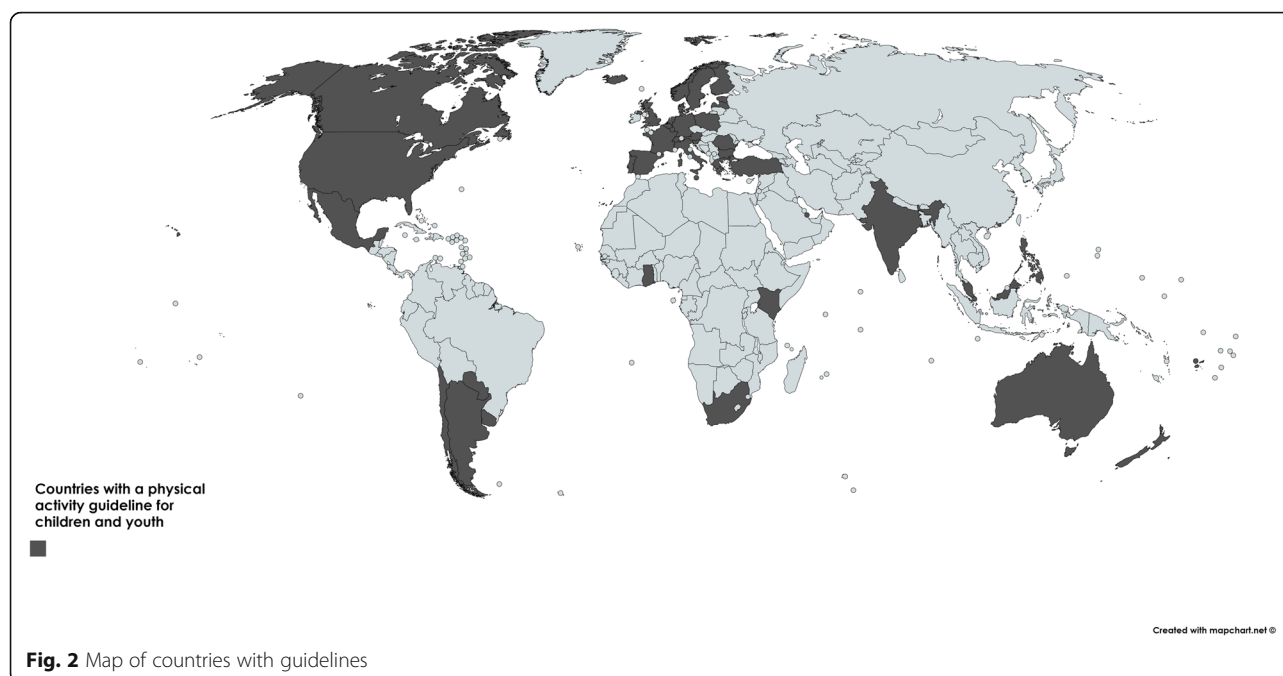 Countries with a physical
activity guideline for
children and youth
Created with mapchart.net ©
Fig. 2 Map of countries with guidelines